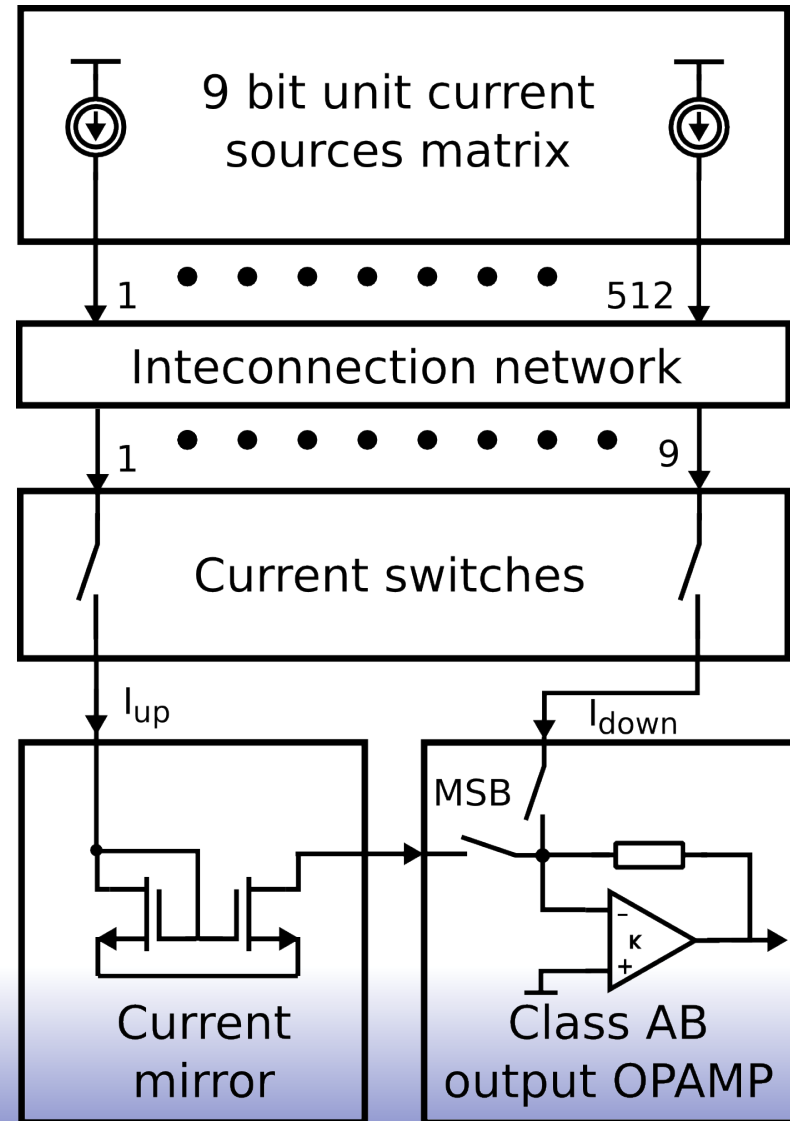 9 bit unit current
sources matrix
1
512
Inteconnection network
1
9
Current switches
Iup
Idown
MSB
-
K
+
Current
mirror
Class AB
output OPAMP